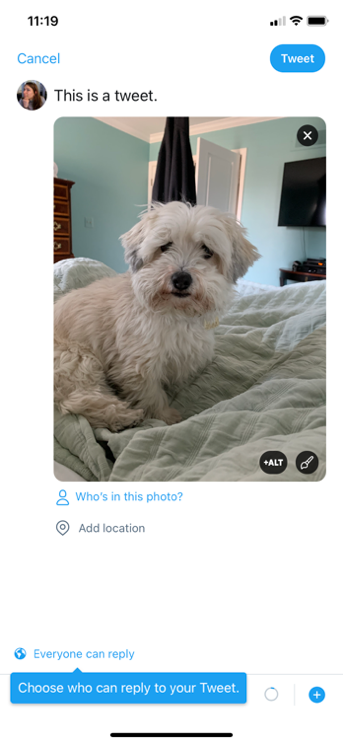 11:19
Cancel
Tweet
This is a tweet.
+ALT
Who's in this photo?
Add location
Everyone can reply
Choose who can reply to your Tweet.